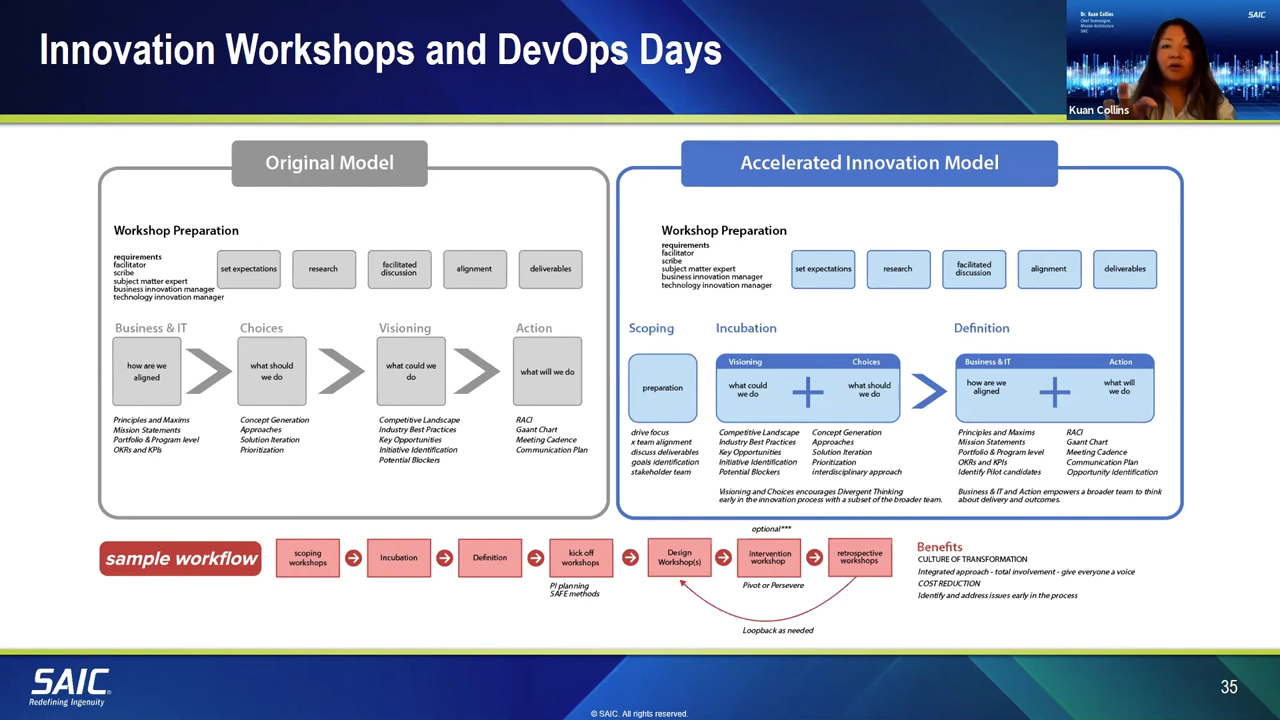 Innovation Workshops and DevOps Days
Dr. Kuan Collins
Chief Technologist,
Mission Architecture
SAIC
SAIC
Kuan Collins
Original Model
Workshop Preparation
requirements
facilitator
scribe
subject matter expert
business innovation manager
technology innovation manager
set expectations
research
facilitated
discussion
alignment
deliverables
Business & IT
how are we
aligned
Principles and Maxims
Mission Statements
Portfolio & Program level
OKRs and KPIs
Choices
what should
we do
Concept Generation
Approaches
Solution Iteration
Prioritization
Visioning
what could we
do
Competitive Landscape
Industry Best Practices
Key Opportunities
Initiative Identification
Potential Blockers
Action
what will we do
RACI
Gaant Chart
Meeting Cadence
Communication Plan
Accelerated Innovation Model
Workshop Preparation
requirements
facilitator
scribe
subject matter expert
business innovation manager
technology innovation manager
set expectations
research
facilitated
discussion
alignment
deliverables
Scoping
preparation
drive focus
x team alignment
discuss deliverables
goals identification
stakeholder team
Incubation
Visioning
what could
we do
Competitive Landscape
Industry Best Practices
Key Opportunities
Initiative Identification
Potential Blockers
Choices
what should
we do
Concept Generation
Approaches
Solution Iteration
Prioritization
interdisciplinary approach
Visioning and Choices encourages Divergent Thinking
early in the innovation process with a subset of the broader team.
Definition
Business & IT
how are we
aligned
Principles and Maxims
Mission Statements
Portfolio & Program level
OKRs and KPIs
Identify Pilot candidates
Action
what will
we do
RACI
Gaant Chart
Meeting Cadence
Communication Plan
Opportunity Identification
Business & IT and Action empowers a broader team to think
about delivery and outcomes.
sample workflow
scoping
workshops
Incubation
Definition
kick off
workshops
PI planning
SAFE methods
Design
Workshop(s)
optional***
intervention
workshop
Pivot or Persevere
retrospective
workshops
Loopback as needed
Benefits
CULTURE OF TRANSFORMATION
Integrated approach - total involvement - give everyone a voice
COST REDUCTION
Identify and address issues early in the process
SAIC
Redefining Ingenuity
© SAIC. All rights reserved.
35